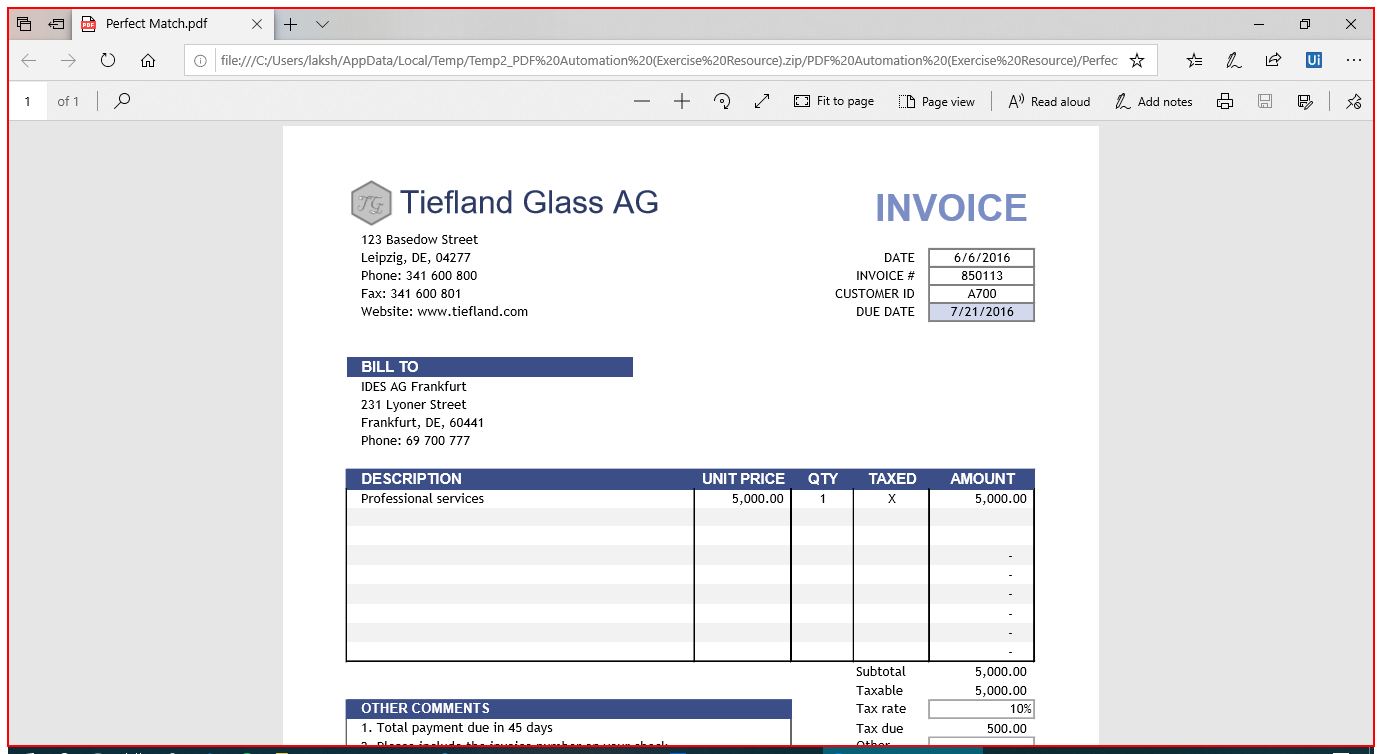 Perfect Match.pdf
file:///C:/Users/laksh/AppData/Local/Temp/Temp2_PDF%20Automation%20(Exercise%20Resource).zip/PDF%20Automation%20(Exercise%20Resource)/Perfec
Ui
1 of 1
Fit to page
Page view
Read aloud
Add notes
TG Tiefland Glass AG
INVOICE
123 Basedow Street
Leipzig, DE, 04277
Phone: 341 600 800
Fax: 341 600 801
Website: www.tiefland.com
DATE 6/6/2016
INVOICE # 850113
CUSTOMER ID A700
DUE DATE 7/21/2016
BILL TO
IDES AG Frankfurt
231 Lyoner Street
Frankfurt, DE, 60441
Phone: 69 700 777
DESCRIPTION UNIT PRICE QTY TAXED AMOUNT
Professional services 5,000.00 1 X 5,000.00
-
-
-
-
-
-
Subtotal 5,000.00
Taxable 5,000.00
Tax rate 10%
Tax due 500.00
Other
OTHER COMMENTS
1. Total payment due in 45 days
2. Please include the invoice number on your check